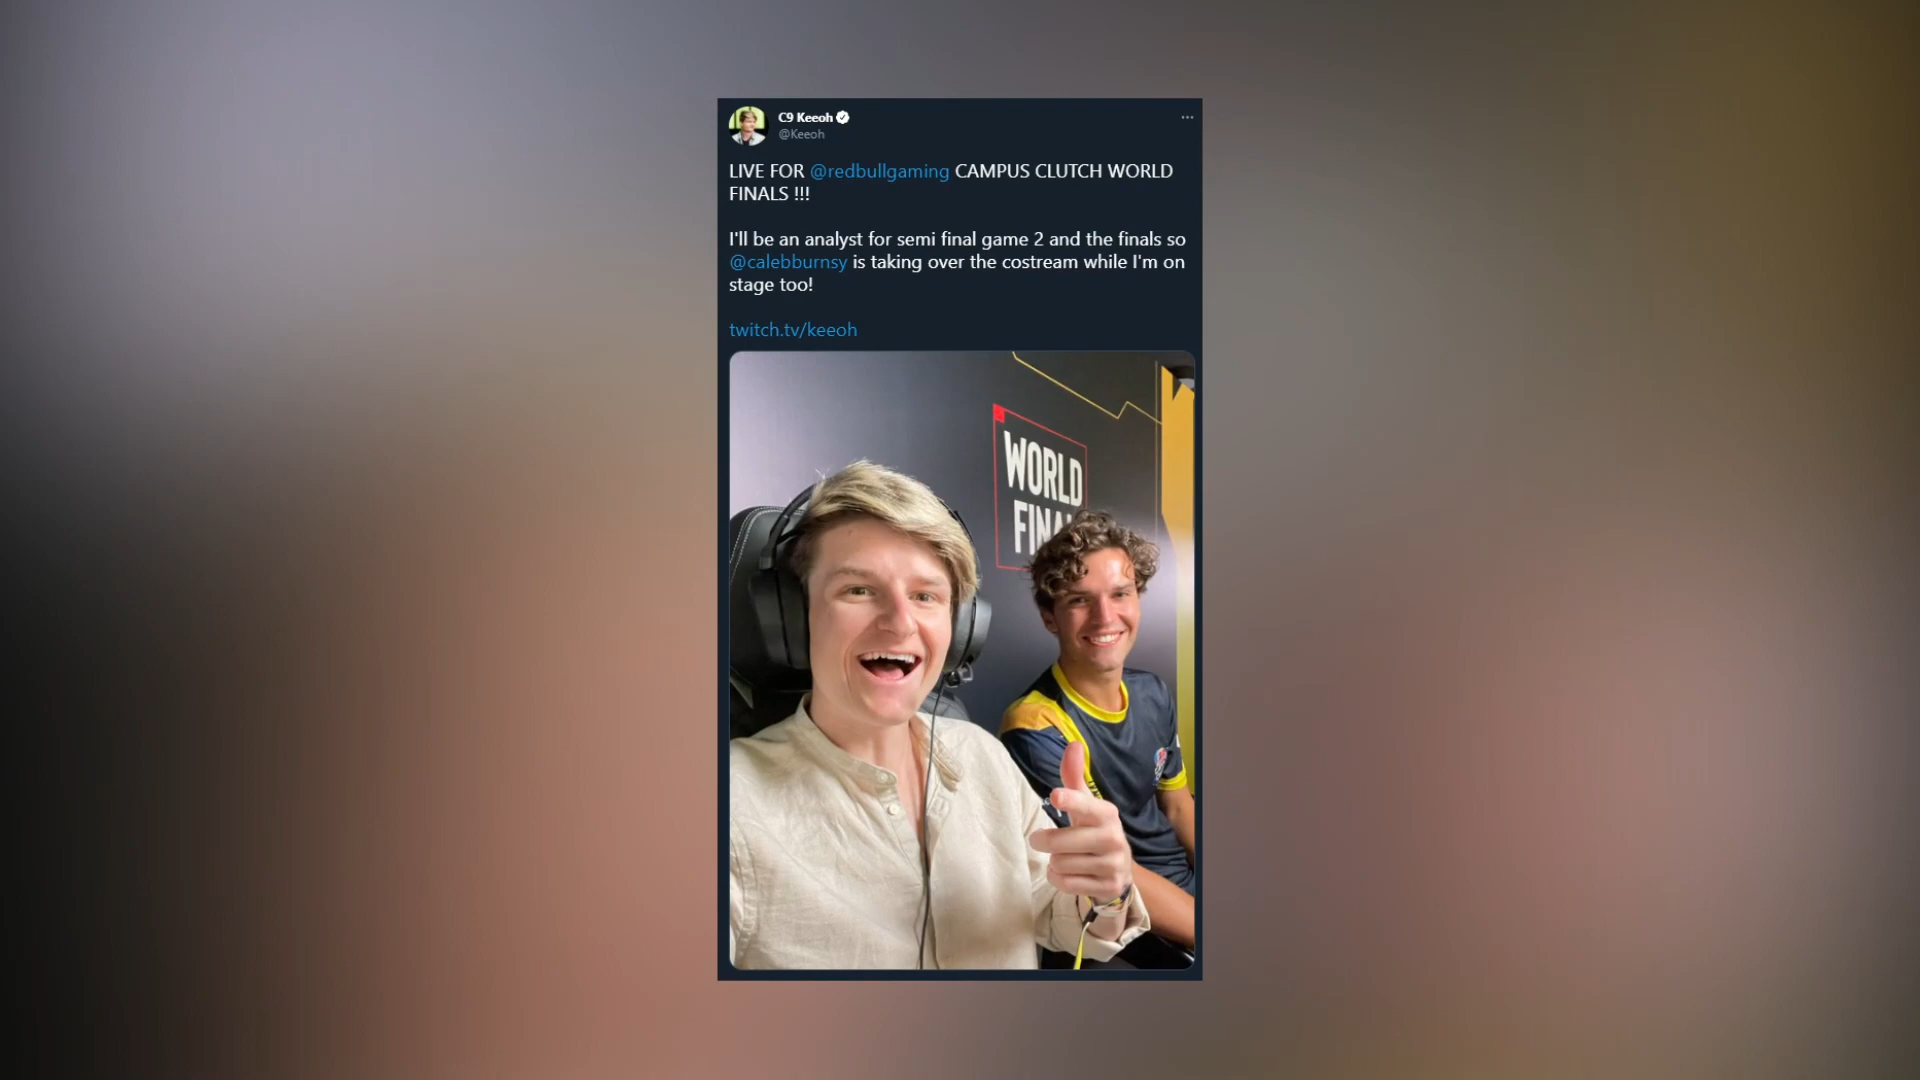 C9 Keeoh
@Keeoh
LIVE FOR @redbullgaming CAMPUS CLUTCH WORLD
FINALS !!!
I'll be an analyst for semi final game 2 and the finals so
@calebburnsy is taking over the costream while I'm on
stage too!
twitch.tv/keeoh
WORLD